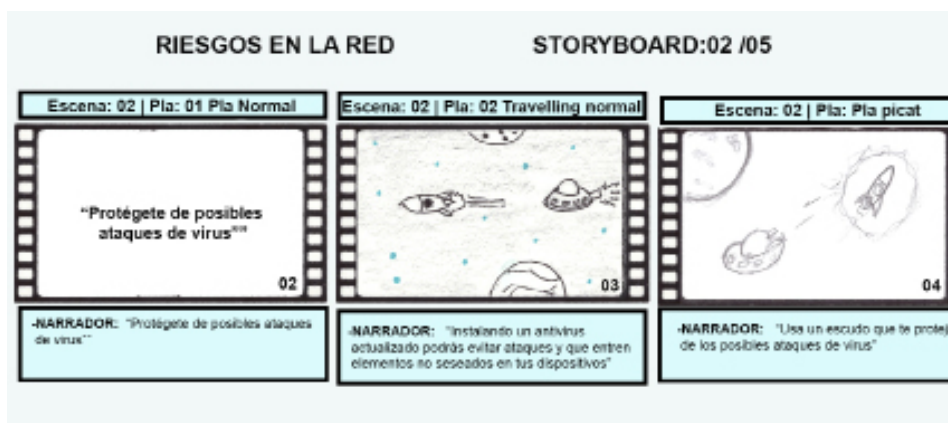 RIESGOS EN LA RED
STORYBOARD:02 /05
Escena: 02 | Pla: 01 Pla Normal
“Protégete de posibles
ataques de virus””
02
-NARRADOR: “Protégete de posibles ataques
de virus””
Escena: 02 | Pla: 02 Travelling normal
03
-NARRADOR: “Instalando un antivirus
actualizado podrás evitar ataques y que entren
elementos no seseados en tus dispositivos”
Escena: 02 | Pla: Pla picat
04
-NARRADOR: “Usa un escudo que te protej
de los posibles ataques de virus”